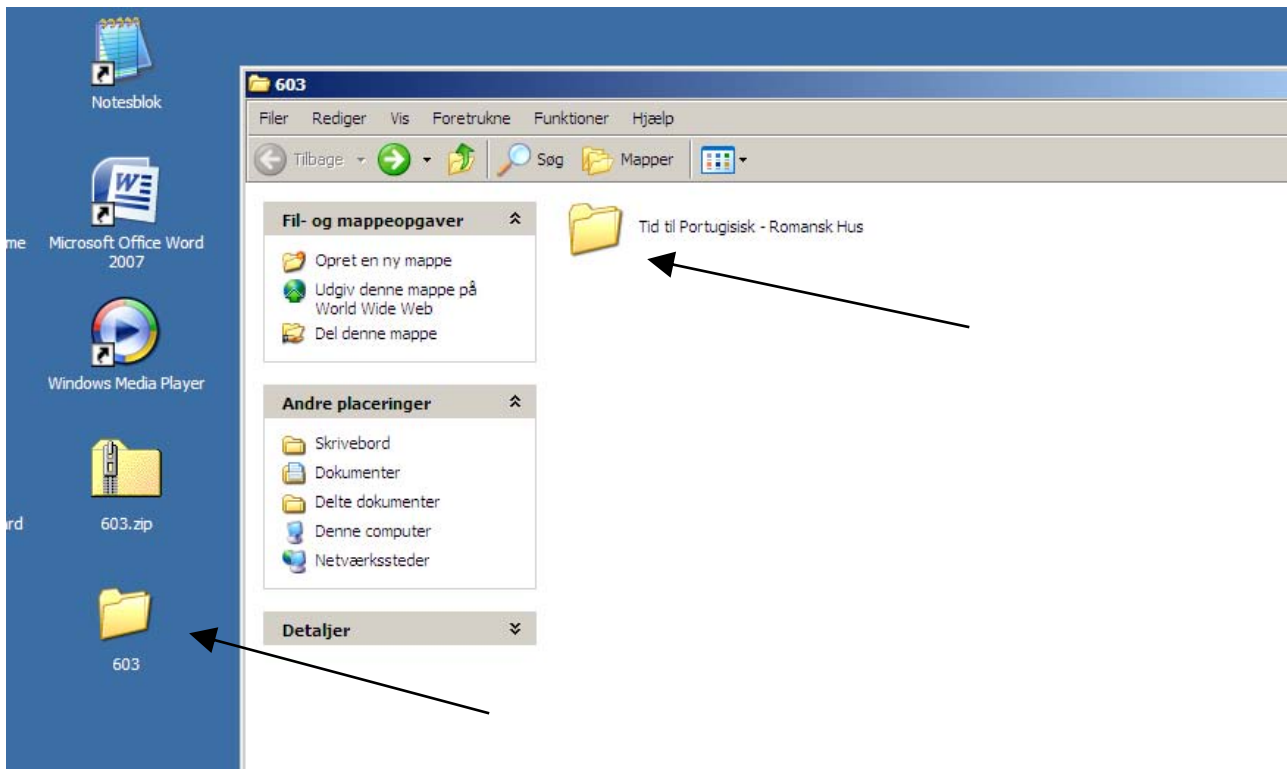 Notesblok
me
Microsoft Office Word
2007
Windows Media Player
603.zip
rd
603
603
Filer Rediger Vis Foretrukne Funktioner Hjælp
Tilbage Søg Mapper
Fil- og mappeopgaver
Opret en ny mappe
Udgiv denne mappe på
World Wide Web
Del denne mappe
Andre placeringer
Skrivebord
Dokumenter
Delte dokumenter
Denne computer
Netværkssteder
Detaljer
Tid til Portugisisk - Romansk Hus